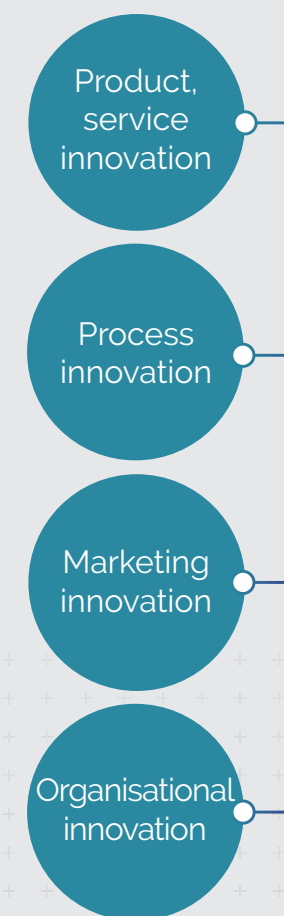 Product,
service
innovation
Process
innovation
Marketing
innovation
Organisational
innovation